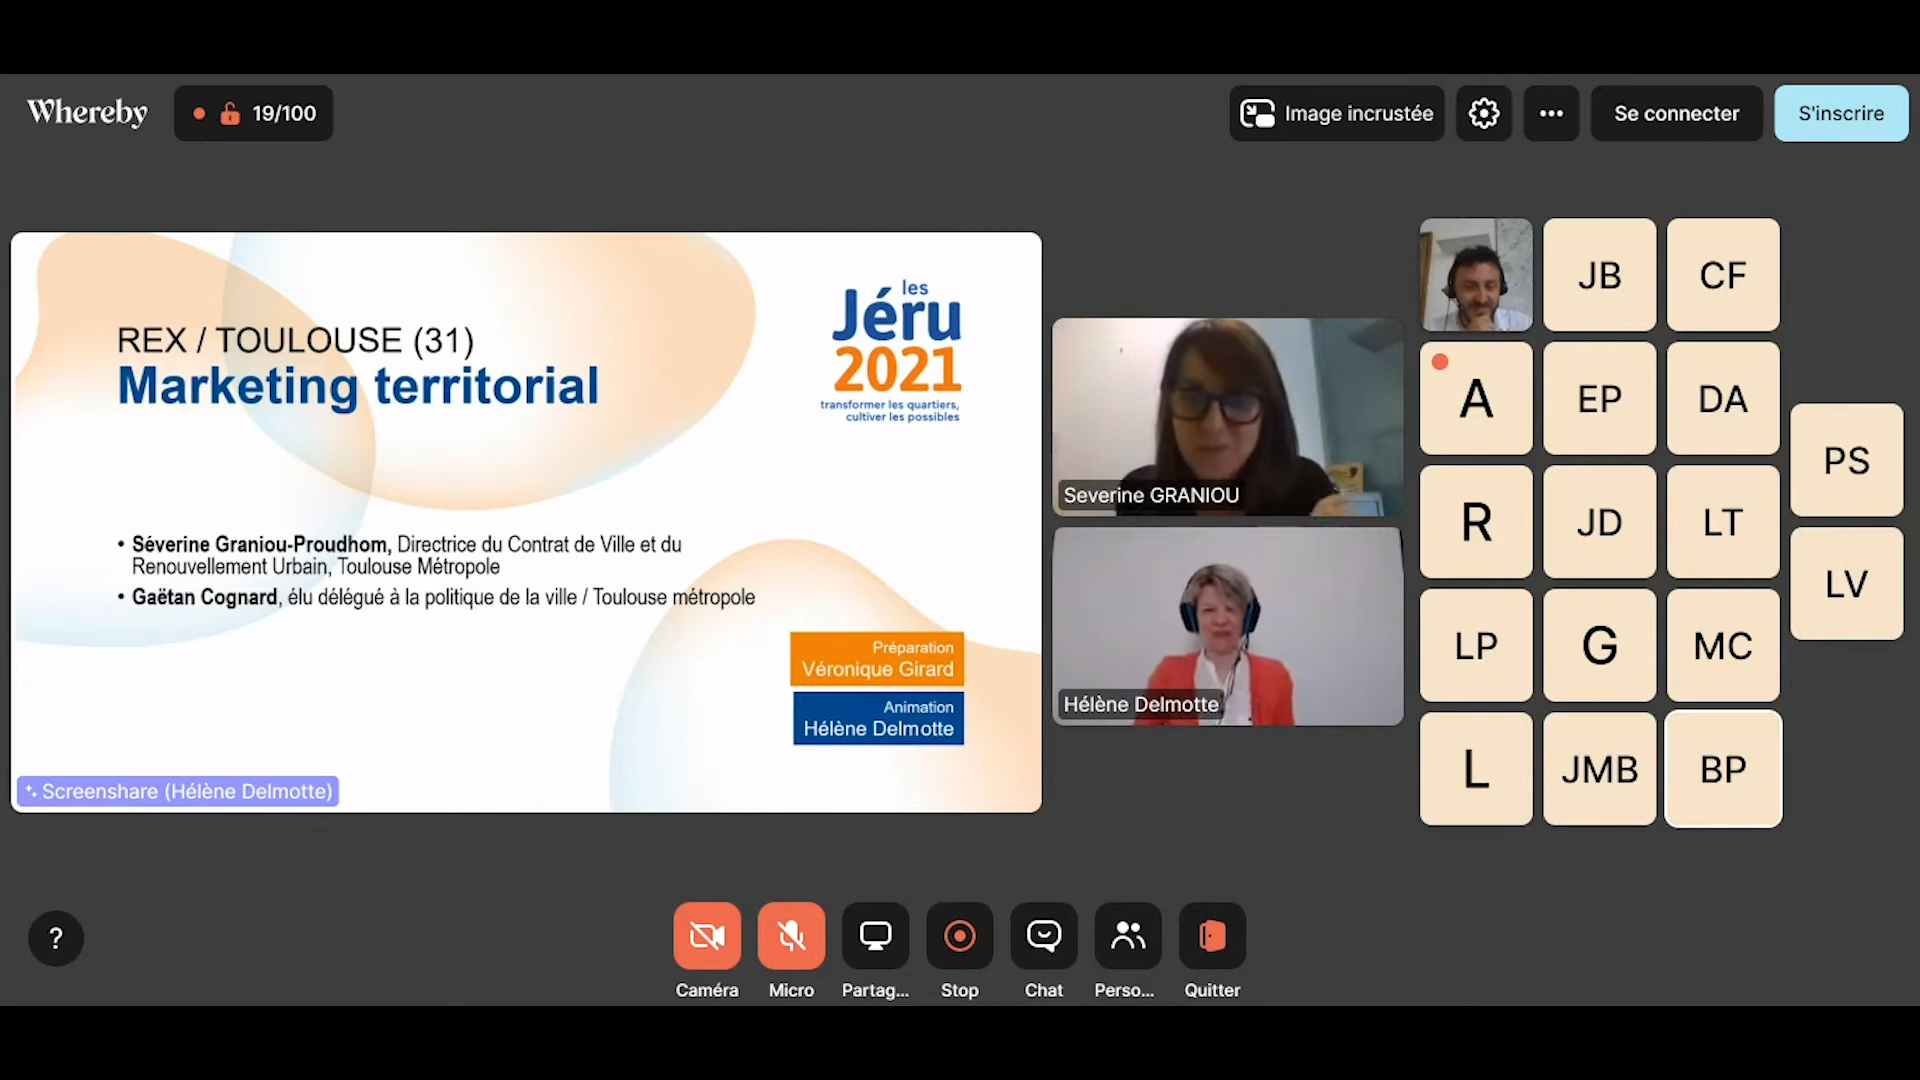 Whereby
19/100
Image incrustée
Se connecter
S'inscrire
REX / TOULOUSE (31)
Marketing territorial
les
Jéru
2021
transformer les quartiers,
cultiver les possibles
• Séverine Graniou-Proudhom, Directrice du Contrat de Ville et du
Renouvellement Urbain, Toulouse Métropole
• Gaëtan Cognard, élu délégué à la politique de la ville / Toulouse métropole
Préparation
Véronique Girard
Animation
Hélène Delmotte
Screenshare (Hélène Delmotte)
Severine GRANIOU
Hélène Delmotte
JB
CF
A
EP
DA
R
JD
LT
LP
G
MC
L
JMB
BP
PS
LV
?
Caméra
Micro
Partag...
Stop
Chat
Perso...
Quitter